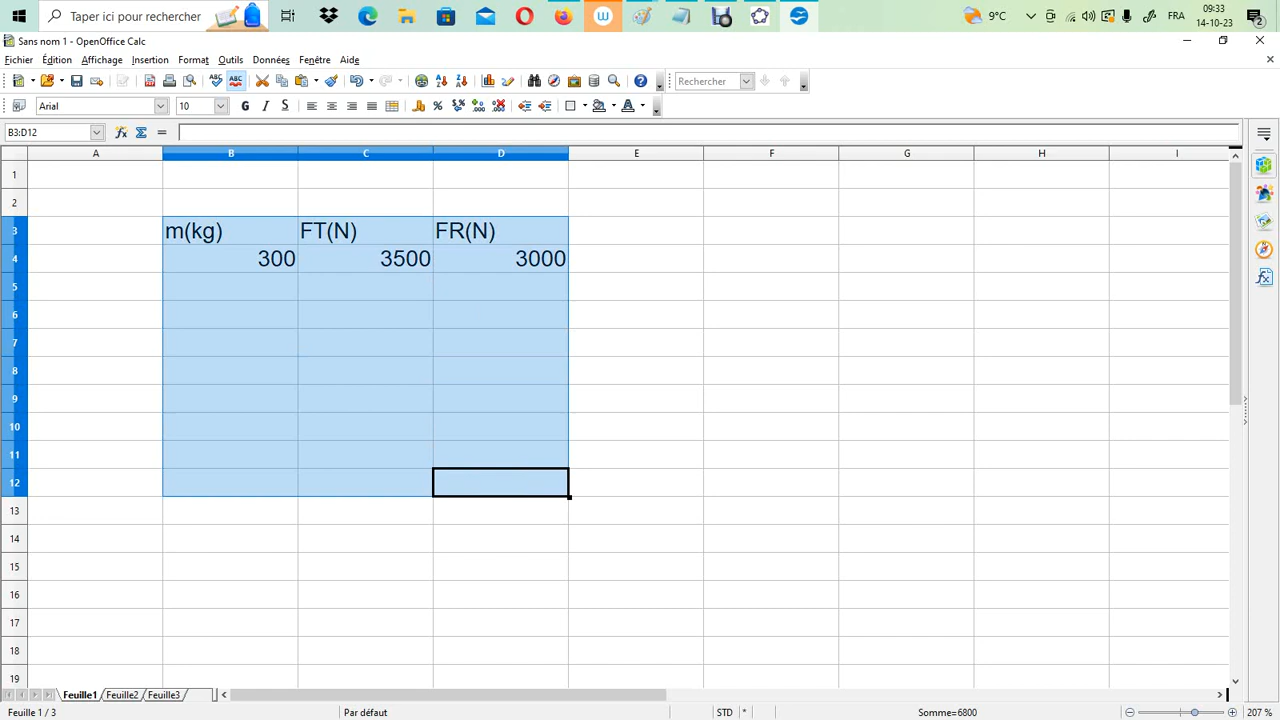 Taper ici pour rechercher
W
9°C
FRA
09:33
14-10-23
2
Sans nom 1 - OpenOffice Calc
Fichier Édition Affichage Insertion Format Outils Données Fenêtre Aide
Rechercher
Arial 10 G I S
B3:D12
A B C D E F G H I
1
2
3 m(kg) FT(N) FR(N)
4 300 3500 3000
5
6
7
8
9
10
11
12
13
14
15
16
17
18
19
Feuille1 Feuille2 Feuille3
Feuille 1 / 3 Par défaut STD * Somme=6800 207 %